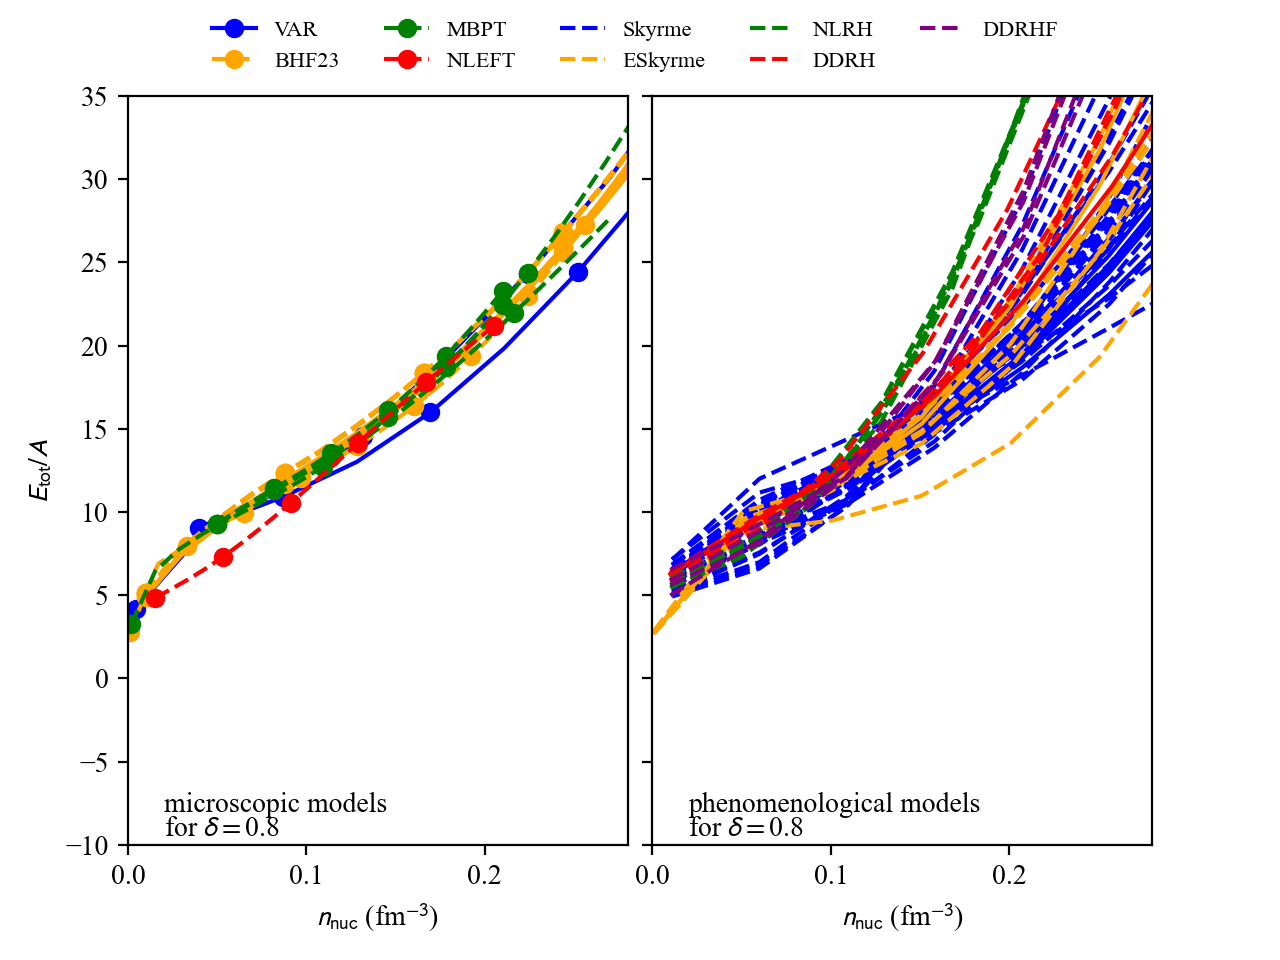 VAR MBPT Skyrme NLRH DDRHF
BHF23 NLEFT ESkyrme DDRH
35
30
25
20
15
10
5
0
−5
−10
E_tot/A
microscopic models
for δ = 0.8
phenomenological models
for δ = 0.8
0.0 0.1 0.2 0.0 0.1 0.2
n_nuc (fm⁻³) n_nuc (fm⁻³)